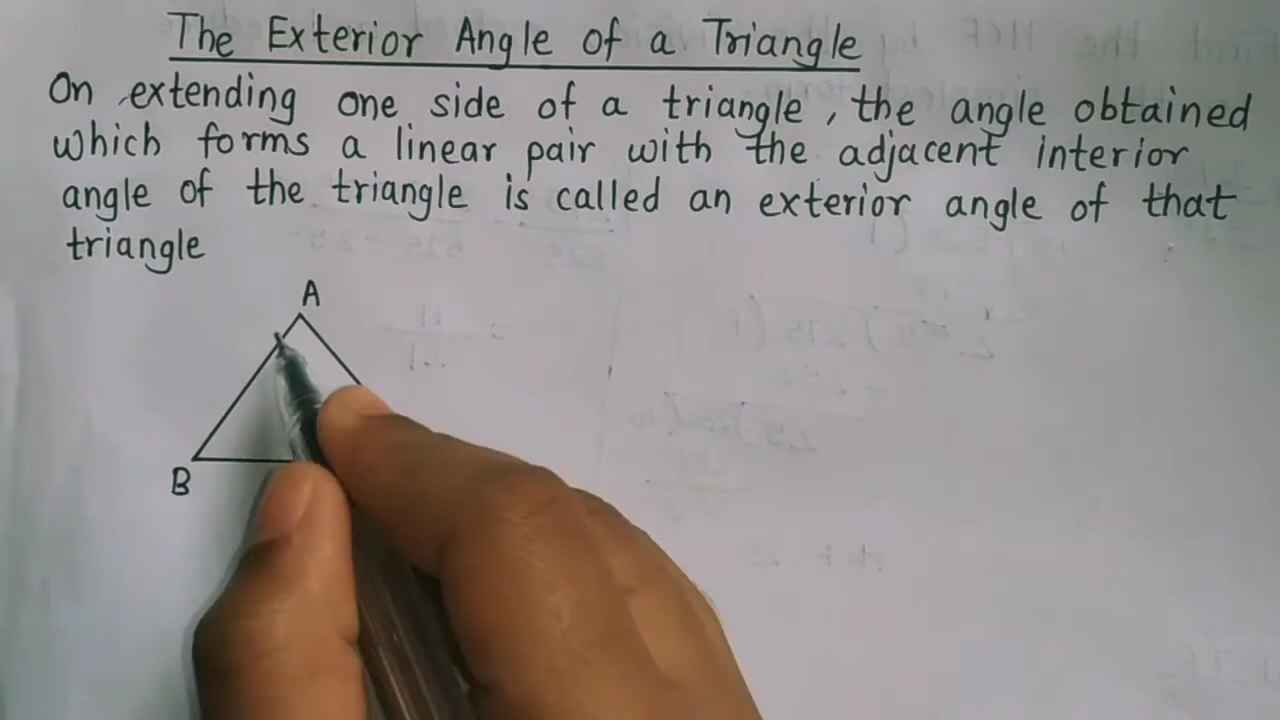 The Exterior Angle of a Triangle
On extending one side of a triangle, the angle obtained
which forms a linear pair with the adjacent interior
angle of the triangle is called an exterior angle of that
triangle
A
B